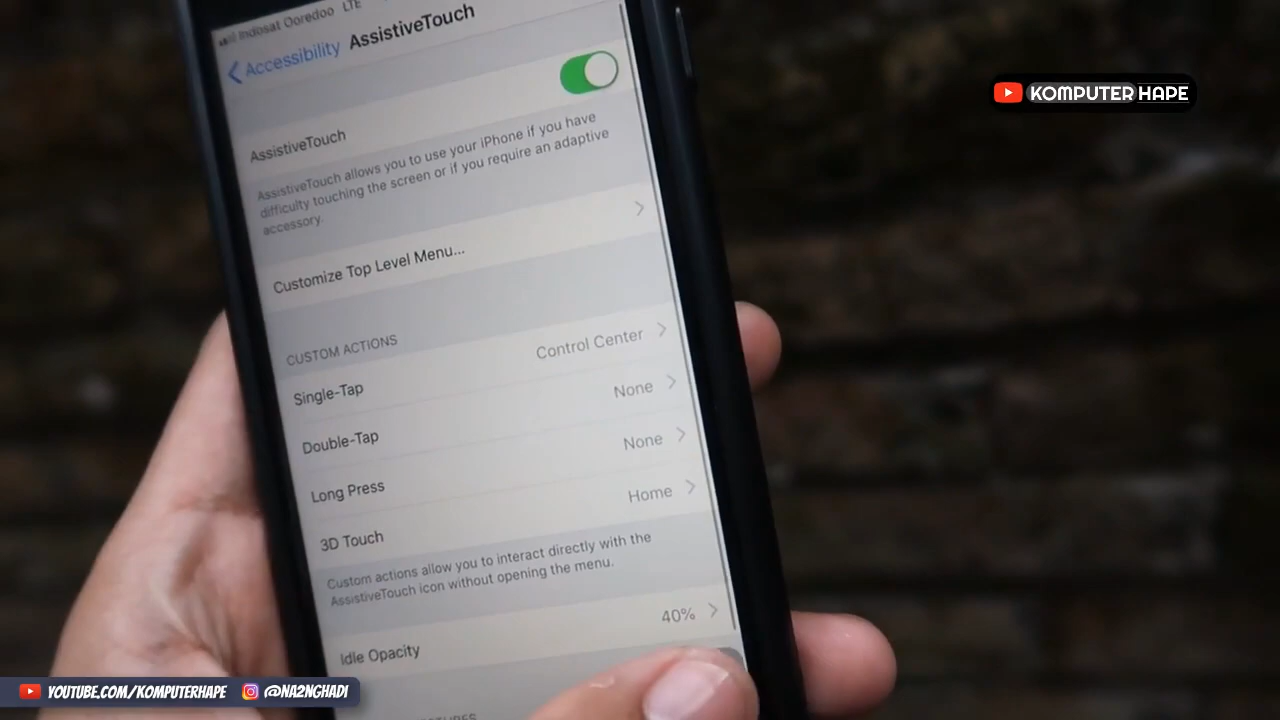 Indosat Ooredoo LTE
Accessibility AssistiveTouch
AssistiveTouch
AssistiveTouch allows you to use your iPhone if you have
difficulty touching the screen or if you require an adaptive
accessory.
Customize Top Level Menu...
CUSTOM ACTIONS
Single-Tap Control Center
Double-Tap None
Long Press None
3D Touch Home
Custom actions allow you to interact directly with the
AssistiveTouch icon without opening the menu.
Idle Opacity 40%
KOMPUTER HAPE
YOUTUBE.COM/KOMPUTERHAPE @NA2NGHADI